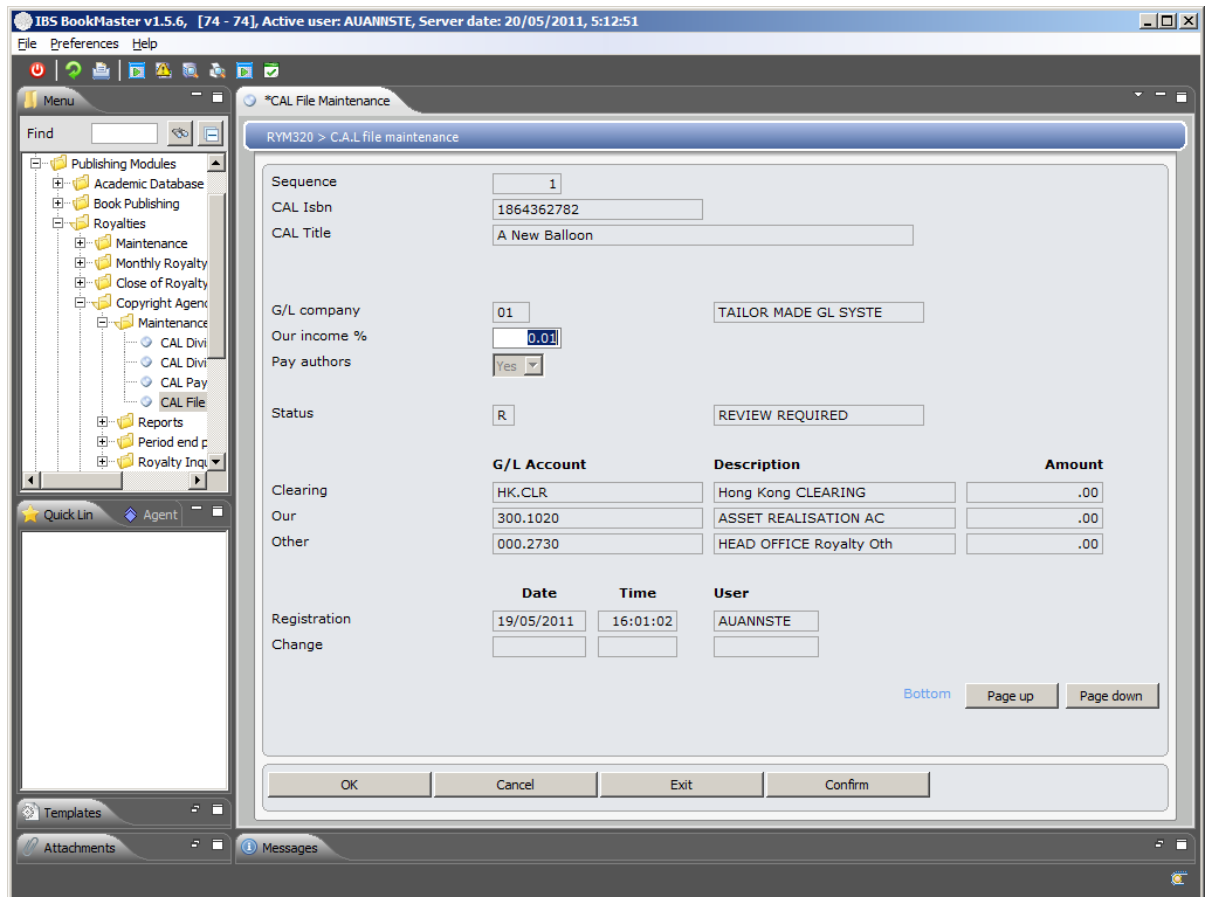 IBS BookMaster v1.5.6, [74 - 74], Active user: AUANNSTE, Server date: 20/05/2011, 5:12:51
File Preferences Help
Menu
*CAL File Maintenance
Find
RYM320 > C.A.L file maintenance
Publishing Modules
Academic Database
Book Publishing
Royalties
Maintenance
Monthly Royalty
Close of Royalty
Copyright Agenc
Maintenance
CAL Divi
CAL Divi
CAL Pay
CAL File
Reports
Period end p
Royalty Inqu
Quick Lin
Agent
Templates
Attachments
Sequence 1
CAL Isbn 1864362782
CAL Title A New Balloon
G/L company 01 TAILOR MADE GL SYSTE
Our income % 0.01
Pay authors Yes
Status R REVIEW REQUIRED
G/L Account Description Amount
Clearing HK.CLR Hong Kong CLEARING .00
Our 300.1020 ASSET REALISATION AC .00
Other 000.2730 HEAD OFFICE Royalty Oth .00
Date Time User
Registration 19/05/2011 16:01:02 AUANNSTE
Change
Bottom Page up Page down
OK Cancel Exit Confirm
Messages